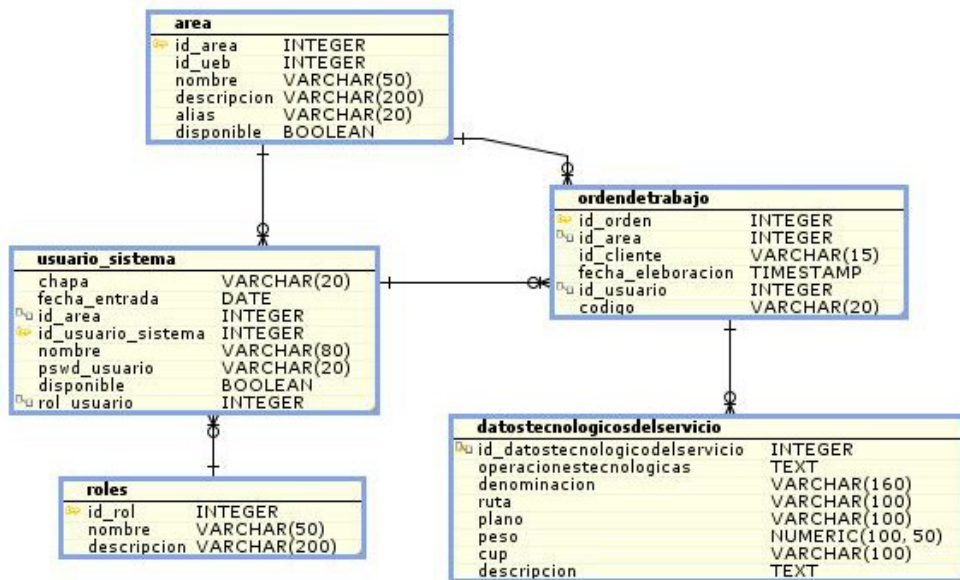 area
id_area INTEGER
id_ueb INTEGER
nombre VARCHAR(50)
descripcion VARCHAR(200)
alias VARCHAR(20)
disponible BOOLEAN
ordendetrabajo
id_orden INTEGER
id_area INTEGER
id_cliente VARCHAR(15)
fecha_eleboracion TIMESTAMP
id_usuario INTEGER
codigo VARCHAR(20)
usuario_sistema
chapa VARCHAR(20)
fecha_entrada DATE
id_area INTEGER
id_usuario_sistema INTEGER
nombre VARCHAR(80)
pswd_usuario VARCHAR(20)
disponible BOOLEAN
rol_usuario INTEGER
datostecnologicosdelservicio
id_datostecnologicodelservicio INTEGER
operacionestecnologicas TEXT
denominacion VARCHAR(160)
ruta VARCHAR(100)
plano VARCHAR(100)
peso NUMERIC(100, 50)
cup VARCHAR(100)
descripcion TEXT
roles
id_rol INTEGER
nombre VARCHAR(50)
descripcion VARCHAR(200)